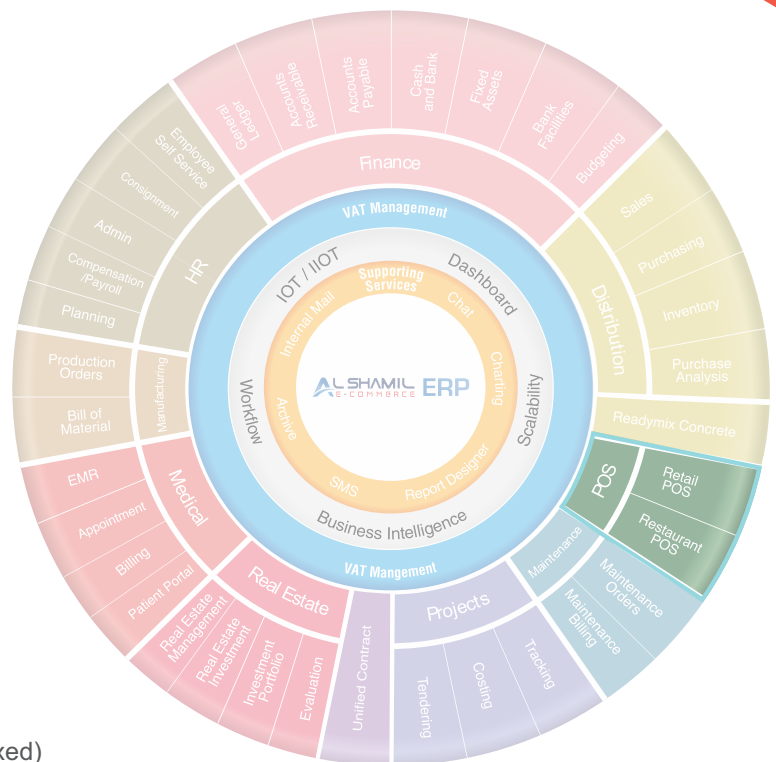 General
Ledger
Accounts
Receivable
Accounts
Payable
Cash
and Bank
Fixed
Assets
Bank
Facilities
Budgeting
Finance
Sales
Purchasing
Inventory
Purchase
Analysis
Distribution
Readymix Concrete
POS
Retail
POS
Restaurant
POS
Maintenance
Maintenance
Orders
Maintenance
Billing
Projects
Tracking
Costing
Tendering
Unified Contract
Real Estate
Evaluation
Investment
Portfolio
Real Estate
Investment
Real Estate
Management
Medical
Patient Portal
Billing
Appointment
EMR
Manufacturing
Bill of
Material
Production
Orders
HR
Planning
Compensation
/Payroll
Admin
Consignment
Employee
Self Service
VAT Management
VAT Mangement
IOT / IIOT
Dashboard
Scalability
Business Intelligence
Workflow
Supporting
Services
Chat
Charting
Report Designer
SMS
Archive
Internal Mail
AL SHAMIL ERP
E-COMMERCE
xed)